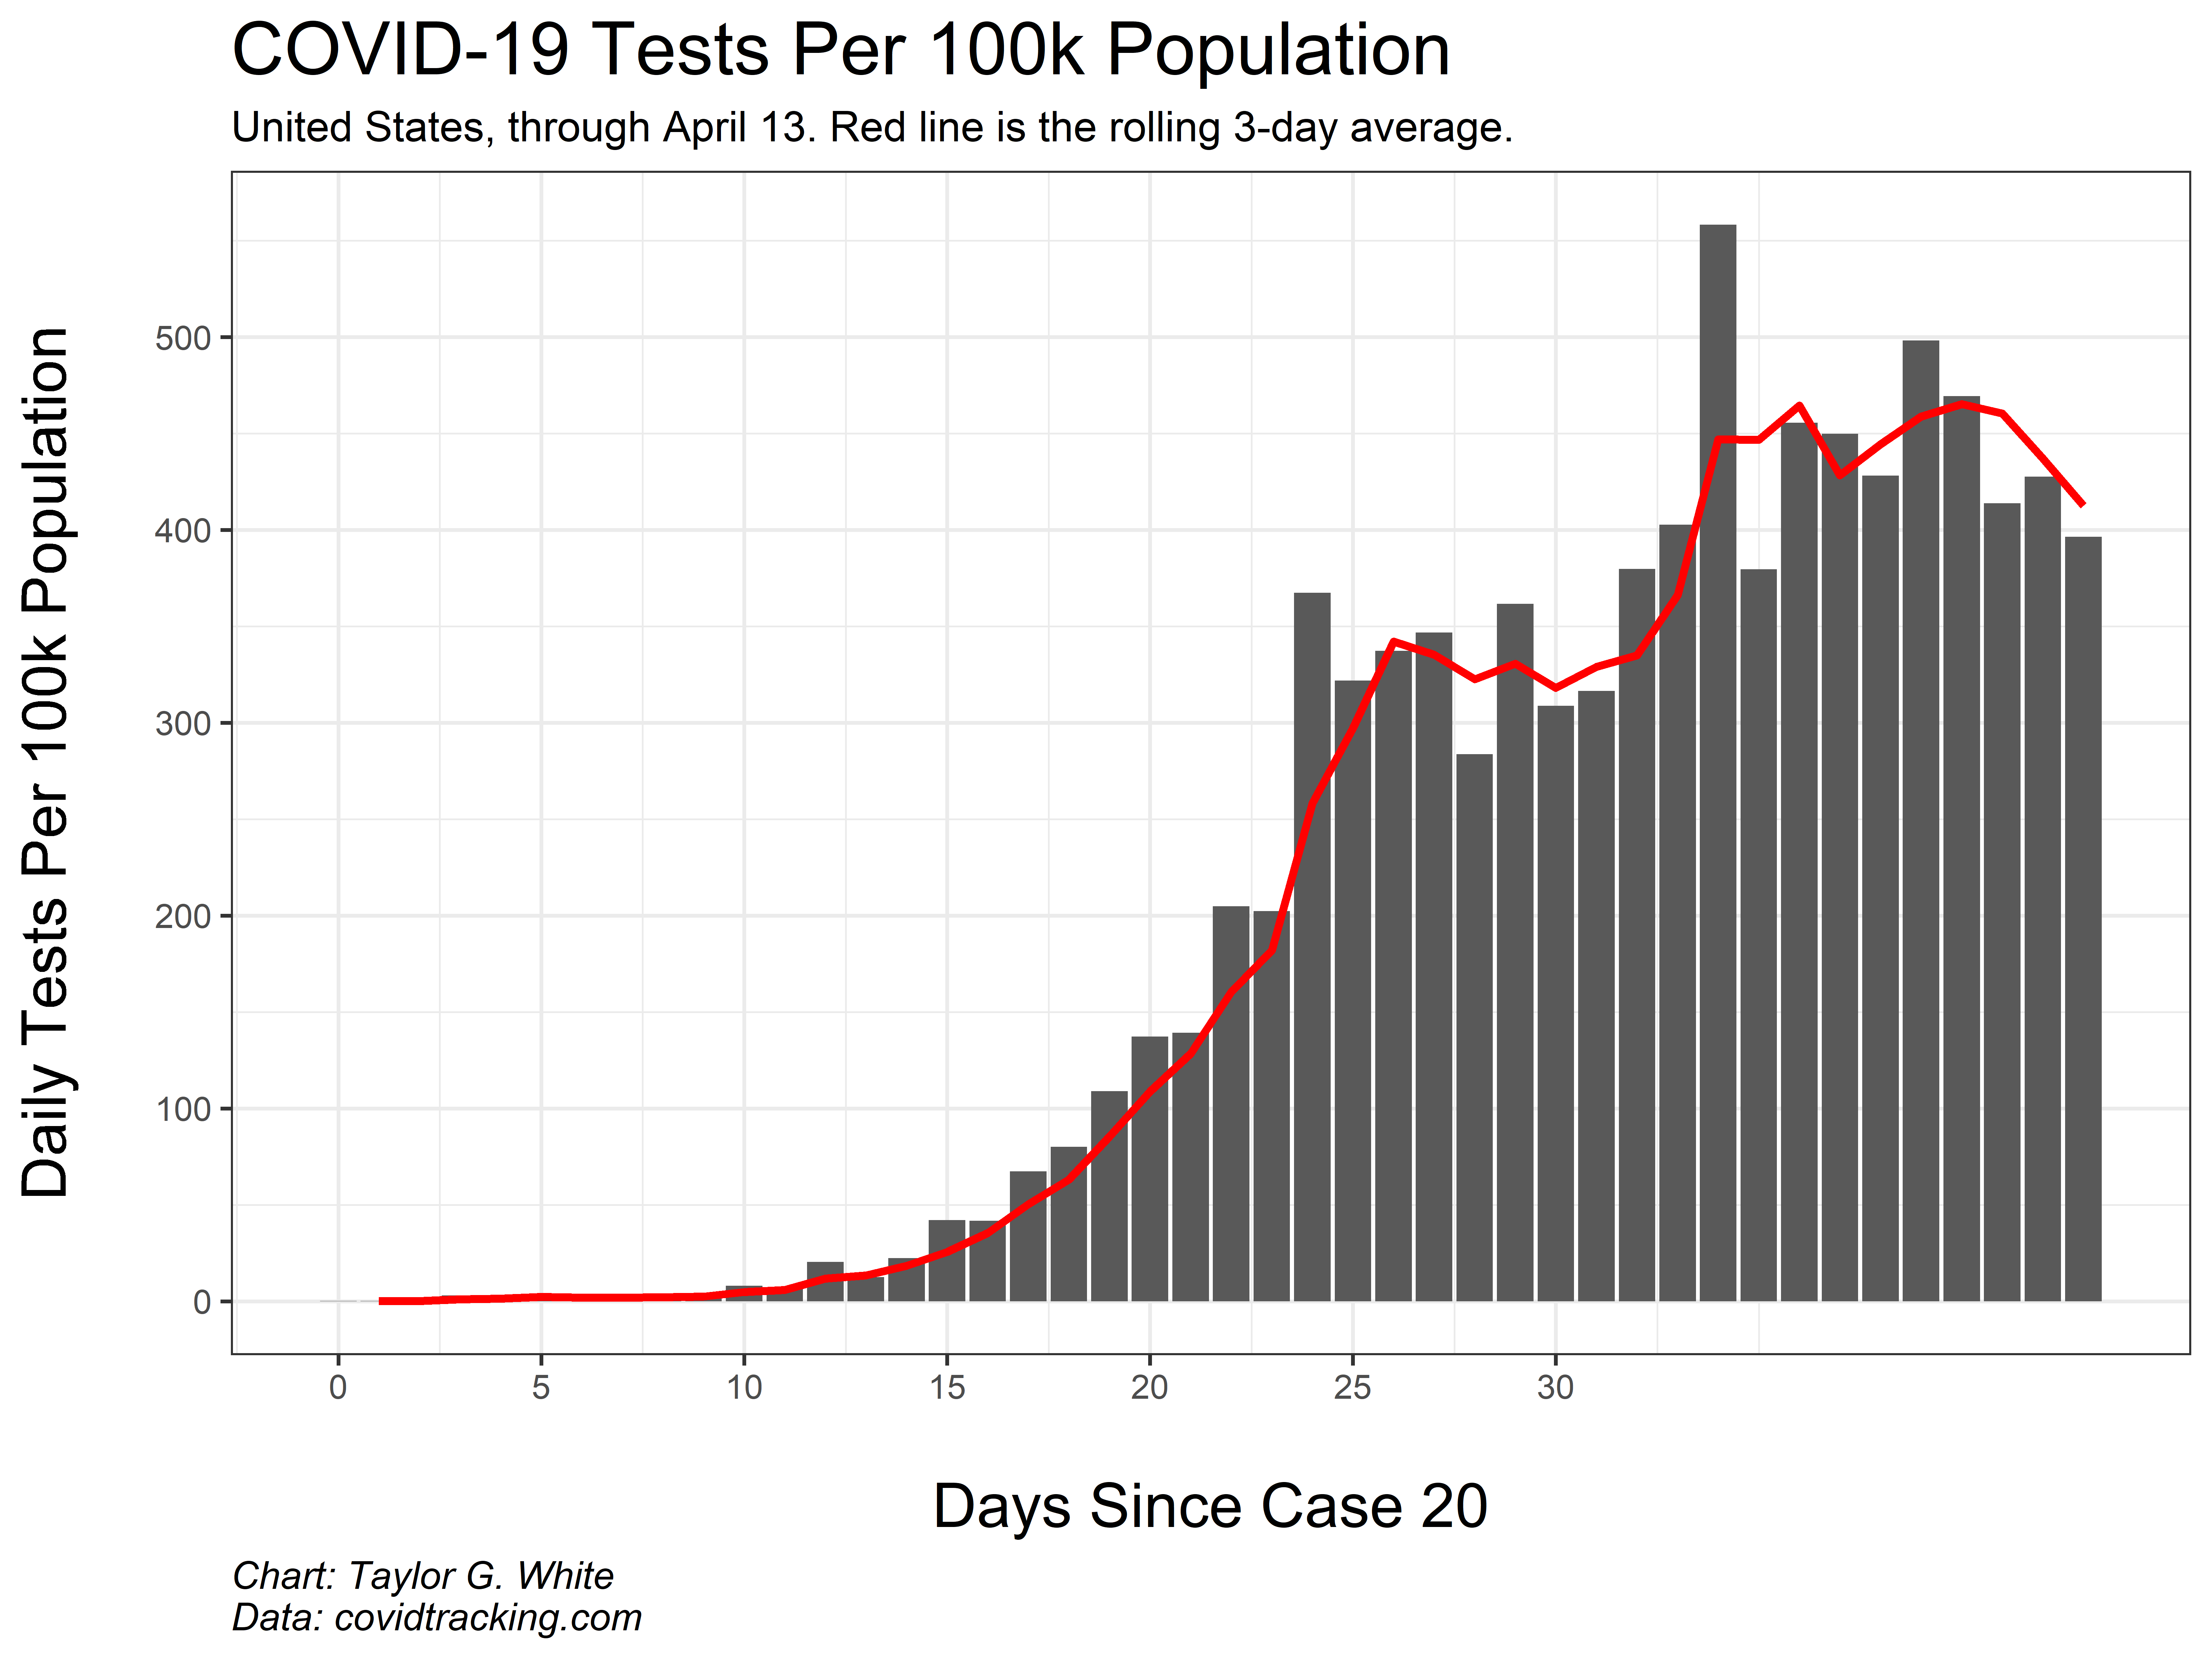 COVID-19 Tests Per 100k Population
United States, through April 13. Red line is the rolling 3-day average.
Daily Tests Per 100k Population
500
400
300
200
100
0
0 5 10 15 20 25 30
Days Since Case 20
Chart: Taylor G. White
Data: covidtracking.com